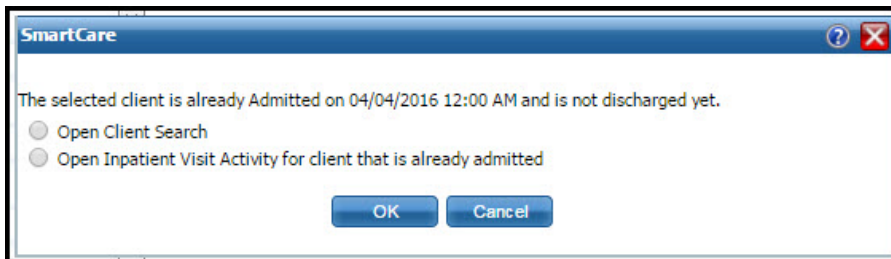 SmartCare
The selected client is already Admitted on 04/04/2016 12:00 AM and is not discharged yet.
Open Client Search
Open Inpatient Visit Activity for client that is already admitted
OK Cancel